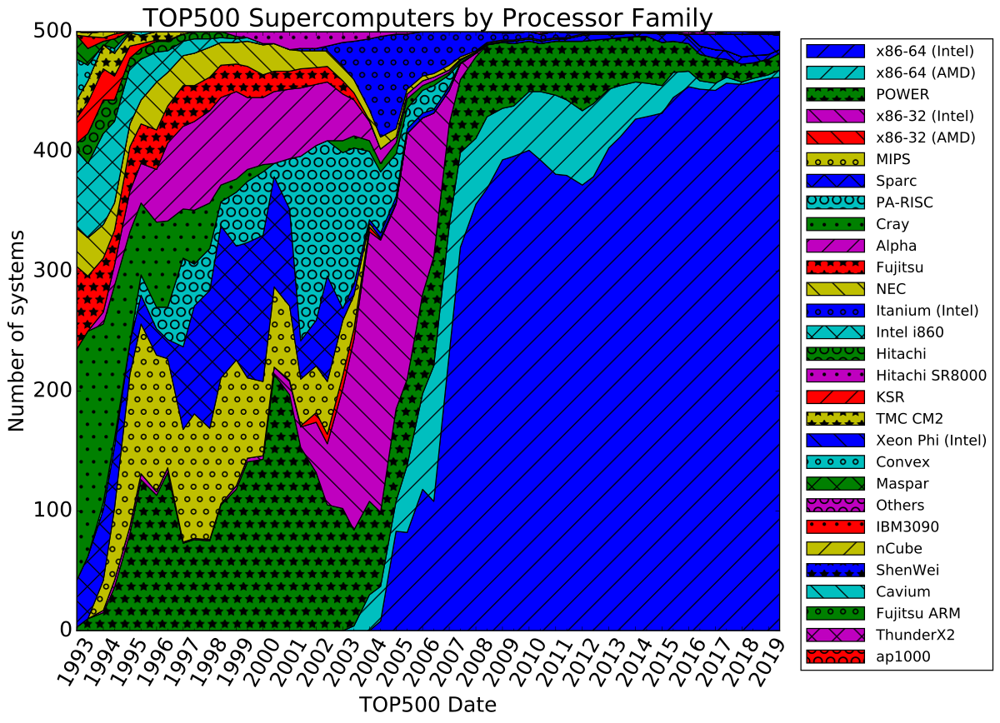 TOP500 Supercomputers by Processor Family
Number of systems
500
400
300
200
100
0
1993
1994
1995
1996
1997
1998
1999
2000
2001
2002
2003
2004
2005
2006
2007
2008
2009
2010
2011
2012
2013
2014
2015
2016
2017
2018
2019
TOP500 Date
x86-64 (Intel)
x86-64 (AMD)
POWER
x86-32 (Intel)
x86-32 (AMD)
MIPS
Sparc
PA-RISC
Cray
Alpha
Fujitsu
NEC
Itanium (Intel)
Intel i860
Hitachi
Hitachi SR8000
KSR
TMC CM2
Xeon Phi (Intel)
Convex
Maspar
Others
IBM3090
nCube
ShenWei
Cavium
Fujitsu ARM
ThunderX2
ap1000